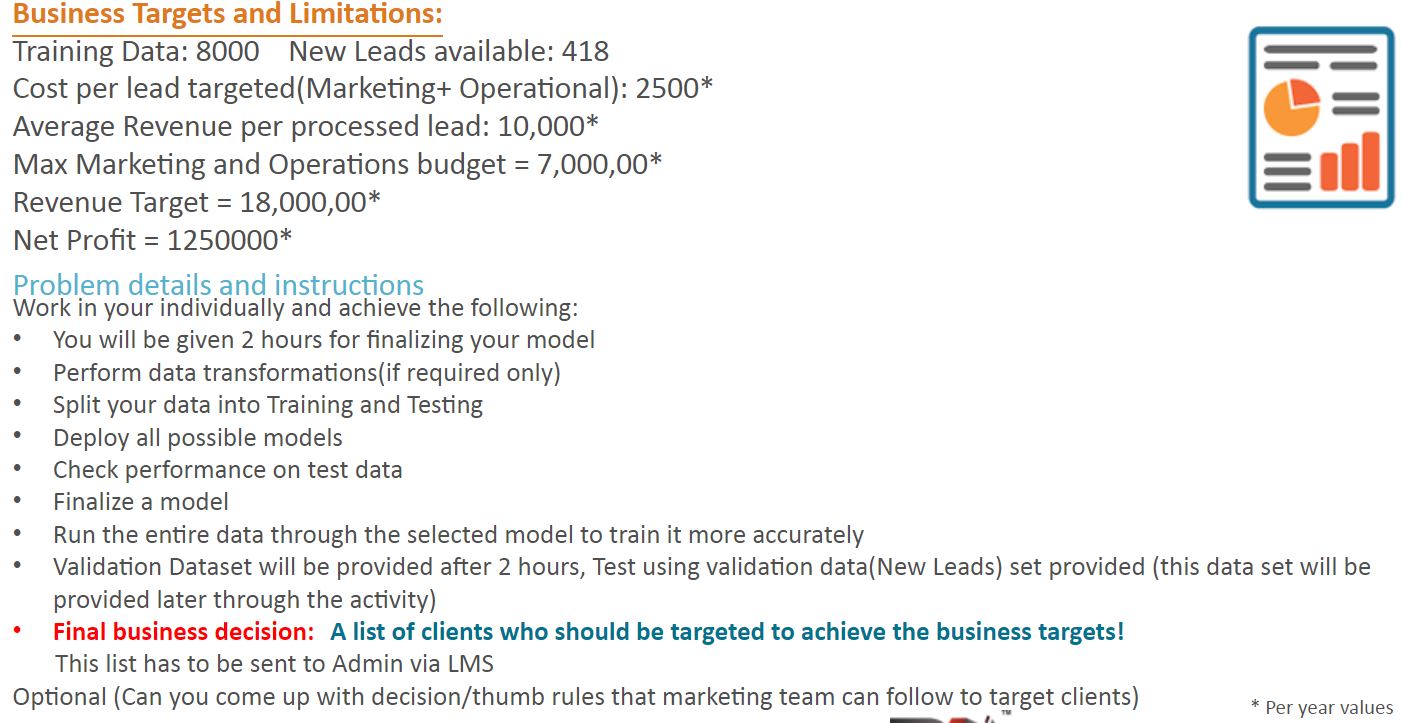 Business Targets and Limitations:
Training Data: 8000 New Leads available: 418
Cost per lead targeted(Marketing+ Operational): 2500*
Average Revenue per processed lead: 10,000*
Max Marketing and Operations budget = 7,000,00*
Revenue Target = 18,000,00*
Net Profit = 1250000*
Problem details and instructions
Work in your individually and achieve the following:
• You will be given 2 hours for finalizing your model
• Perform data transformations(if required only)
• Split your data into Training and Testing
• Deploy all possible models
• Check performance on test data
• Finalize a model
• Run the entire data through the selected model to train it more accurately
• Validation Dataset will be provided after 2 hours, Test using validation data(New Leads) set provided (this data set will be
provided later through the activity)
• Final business decision: A list of clients who should be targeted to achieve the business targets!
This list has to be sent to Admin via LMS
Optional (Can you come up with decision/thumb rules that marketing team can follow to target clients)
* Per year values